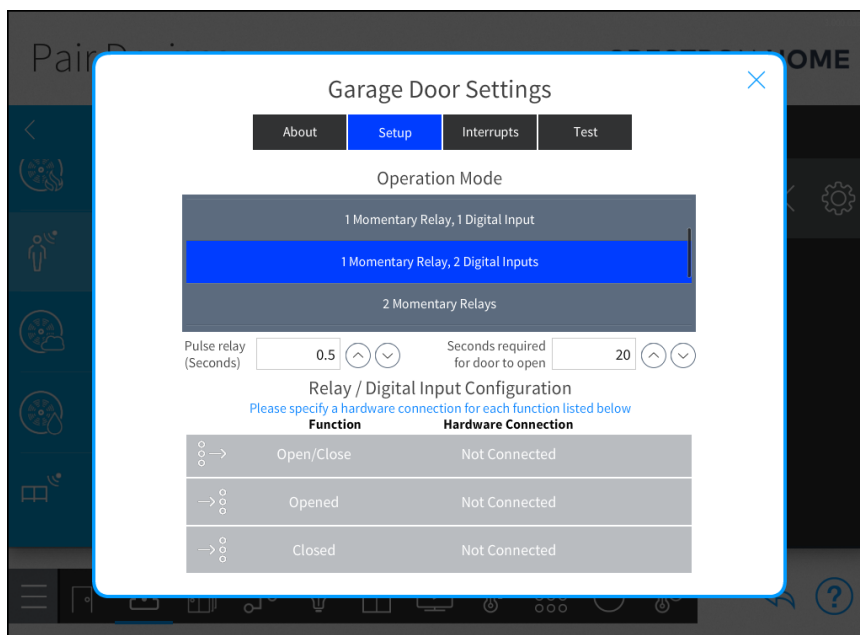 Pair
OME
Garage Door Settings
About Setup Interrupts Test
Operation Mode
1 Momentary Relay, 1 Digital Input
1 Momentary Relay, 2 Digital Inputs
2 Momentary Relays
Pulse relay
(Seconds)
0.5
Seconds required
for door to open
20
Relay / Digital Input Configuration
Please specify a hardware connection for each function listed below
Function Hardware Connection
Open/Close Not Connected
Opened Not Connected
Closed Not Connected
?